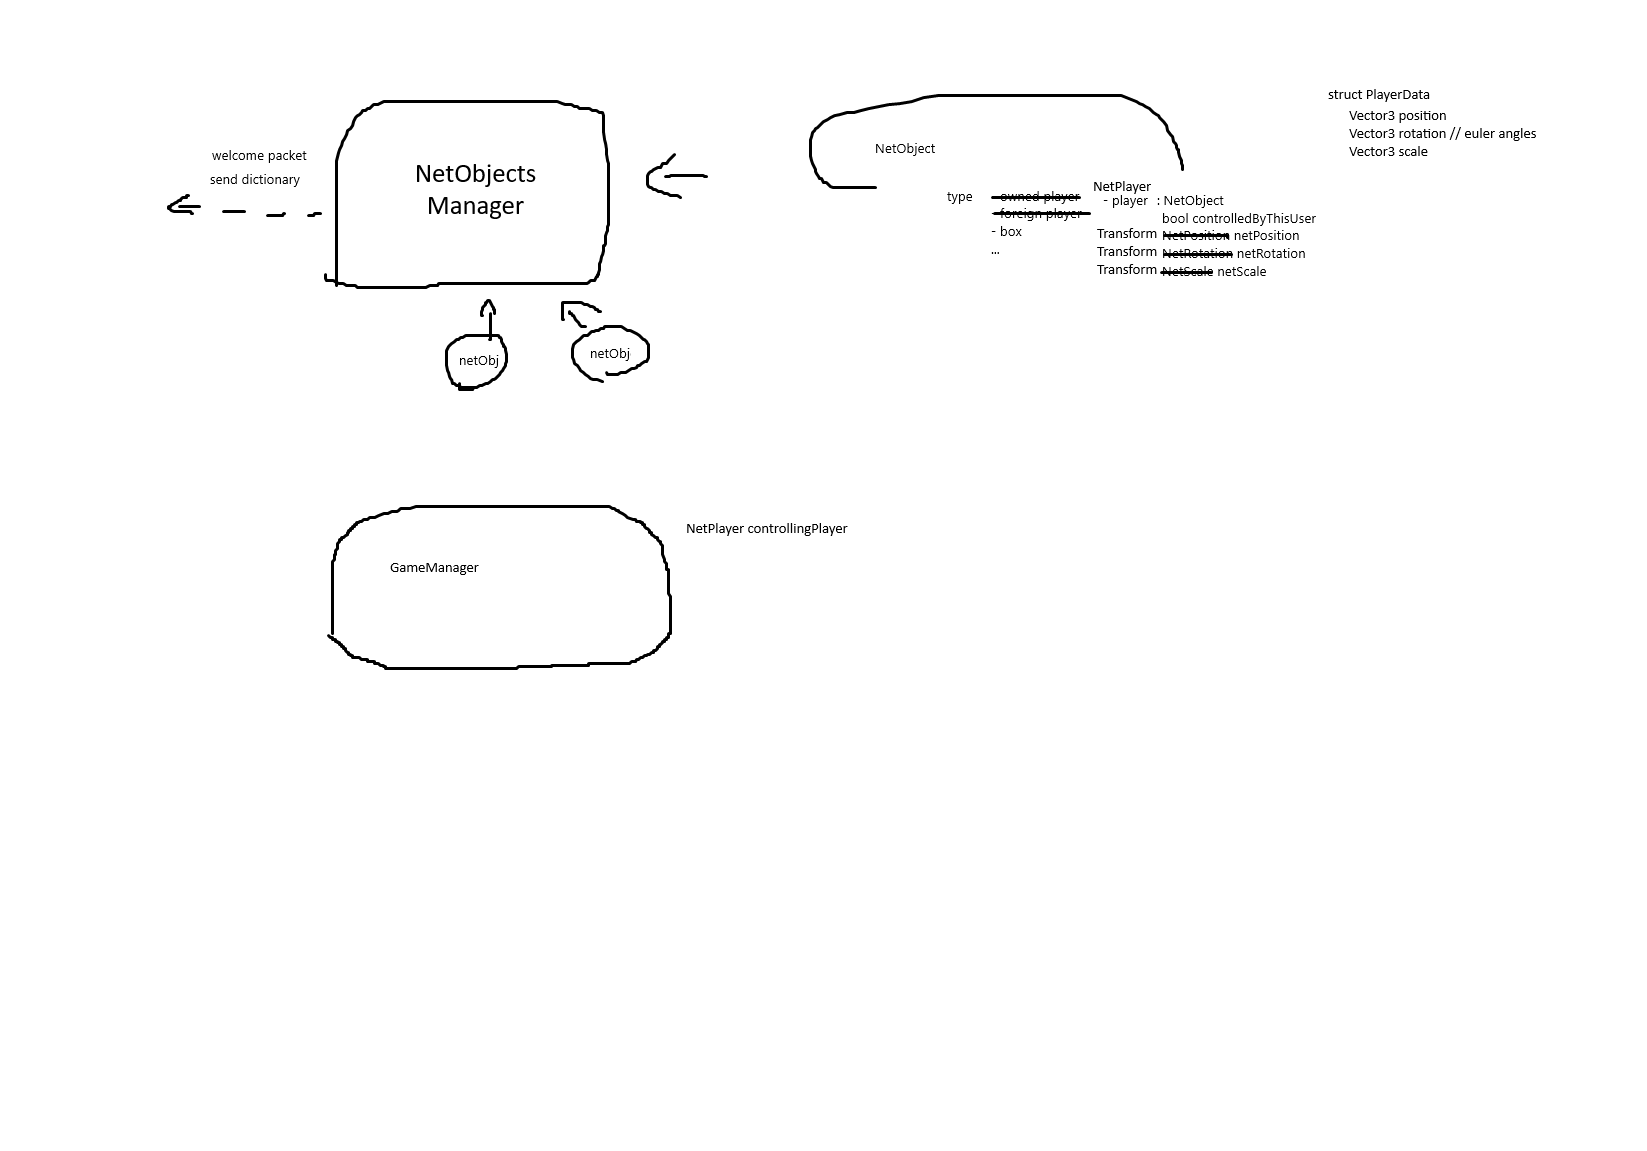 welcome packet
send dictionary
NetObjects
Manager
netObj
netObj
NetObject
type
- owned player
- foreign player
- box
...
NetPlayer
- player : NetObject
bool controlledByThisUser
Transform NetPosition netPosition
Transform NetRotation netRotation
Transform NetScale netScale
struct PlayerData
Vector3 position
Vector3 rotation // euler angles
Vector3 scale
GameManager
NetPlayer controllingPlayer